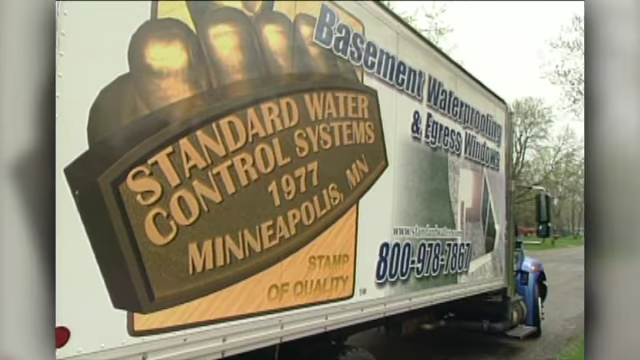 STANDARD WATER
CONTROL SYSTEMS
1977
MINNEAPOLIS, MN
STAMP
OF QUALITY
Basement Waterproofing
& Egress Windows
800-978-7867